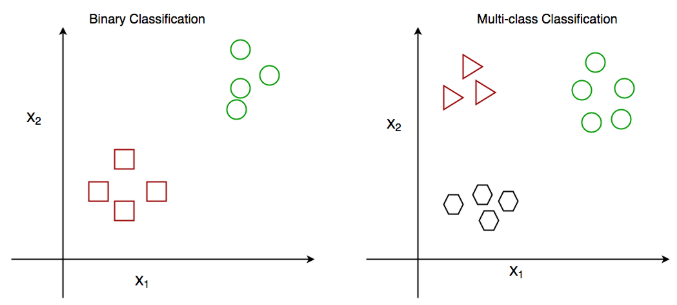 Binary Classification
X2
X1
Multi-class Classification
X2
X1